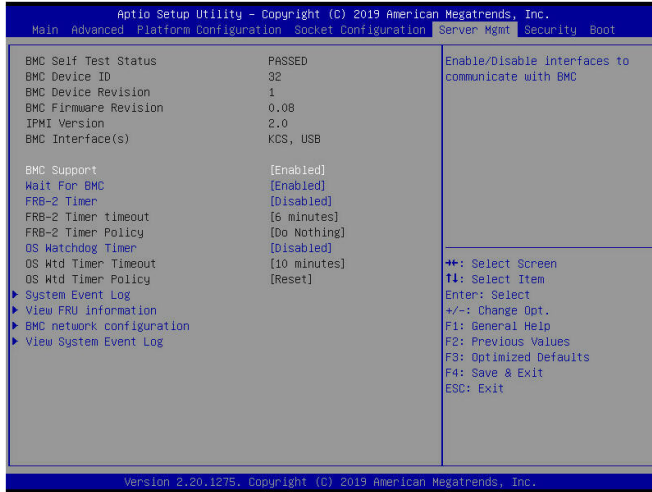 Aptio Setup Utility – Copyright (C) 2019 American Megatrends, Inc.
Main Advanced Platform Configuration Socket Configuration Server Mgmt Security Boot
BMC Self Test Status PASSED
BMC Device ID 32
BMC Device Revision 1
BMC Firmware Revision 0.08
IPMI Version 2.0
BMC Interface(s) KCS, USB
BMC Support [Enabled]
Wait For BMC [Enabled]
FRB-2 Timer [Disabled]
FRB-2 Timer timeout [6 minutes]
FRB-2 Timer Policy [Do Nothing]
OS Watchdog Timer [Disabled]
OS Wtd Timer Timeout [10 minutes]
OS Wtd Timer Policy [Reset]
System Event Log
View FRU information
BMC network configuration
View System Event Log
Enable/Disable interfaces to
communicate with BMC
→←: Select Screen
↑↓: Select Item
Enter: Select
+/-: Change Opt.
F1: General Help
F2: Previous Values
F3: Optimized Defaults
F4: Save & Exit
ESC: Exit
Version 2.20.1275. Copyright (C) 2019 American Megatrends, Inc.